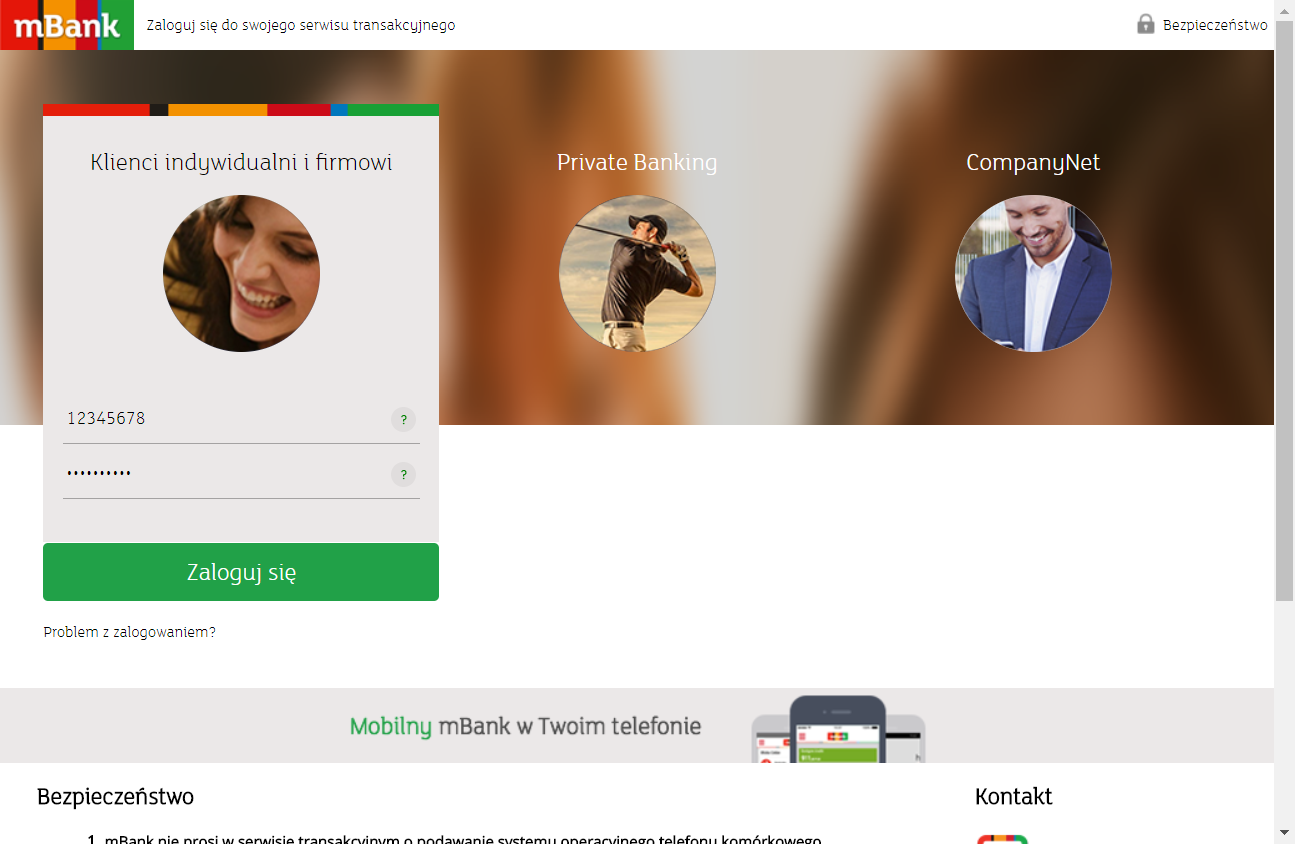 mBank
Zaloguj się do swojego serwisu transakcyjnego
Bezpieczeństwo
Klienci indywidualni i firmowi
Private Banking
CompanyNet
12345678
?
••••••••••
?
Zaloguj się
Problem z zalogowaniem?
Mobilny mBank w Twoim telefonie
Bezpieczeństwo
Kontakt
1. mBank nie prosi w serwisie transakcyjnym o podawanie systemu operacyjnego telefonu komórkowego